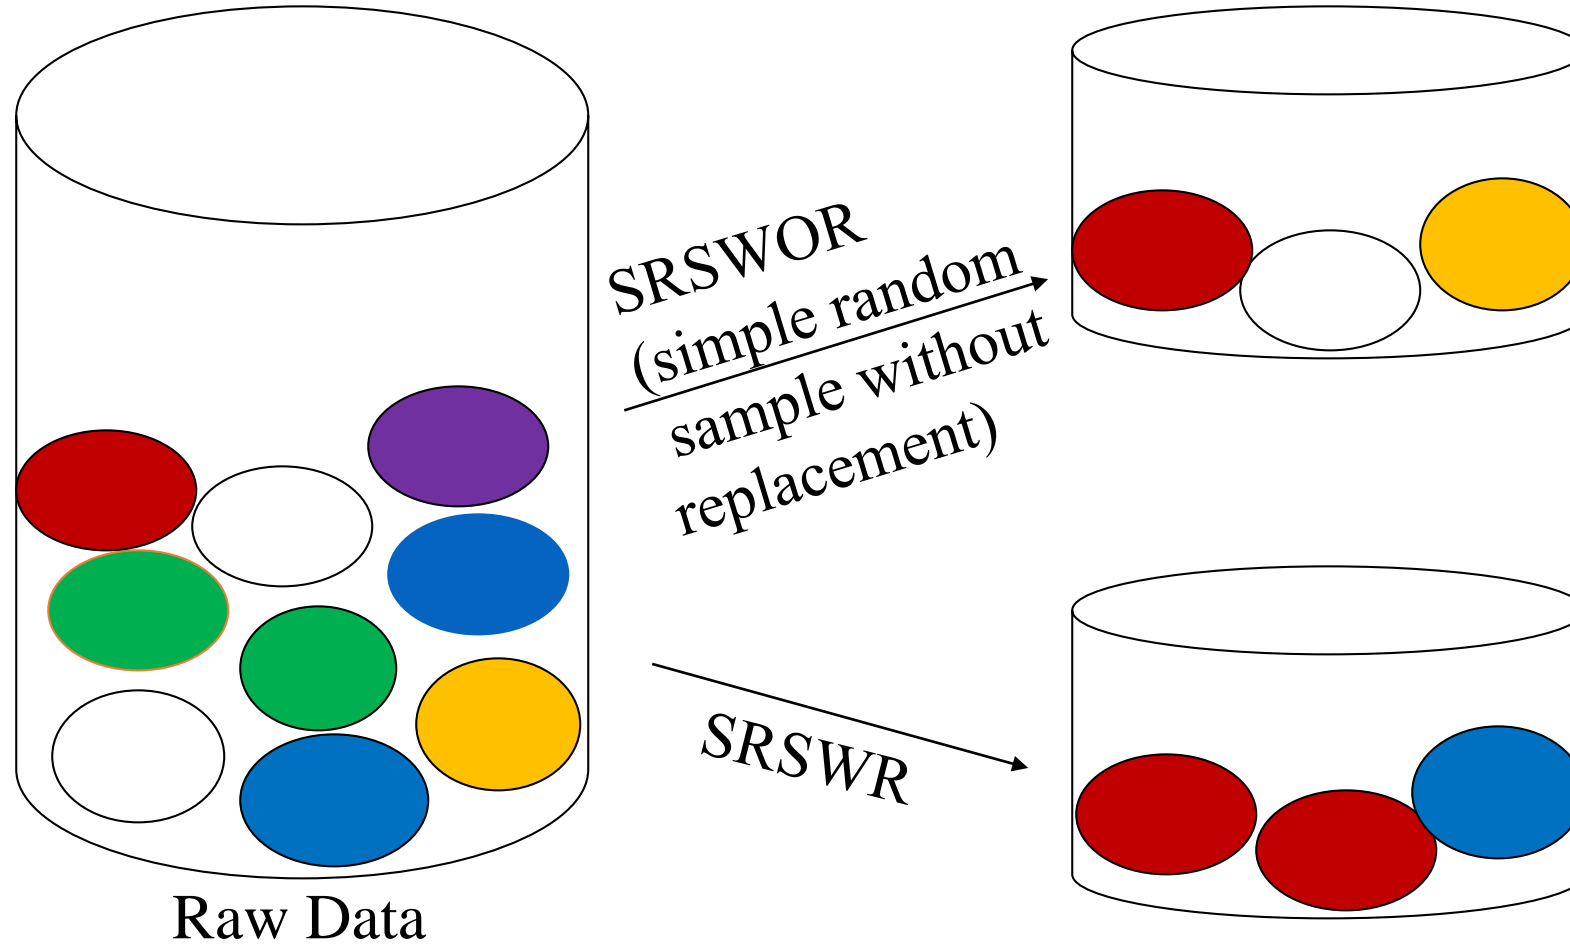 SRSWOR
(simple random
sample without
replacement)
SRSWR
Raw Data